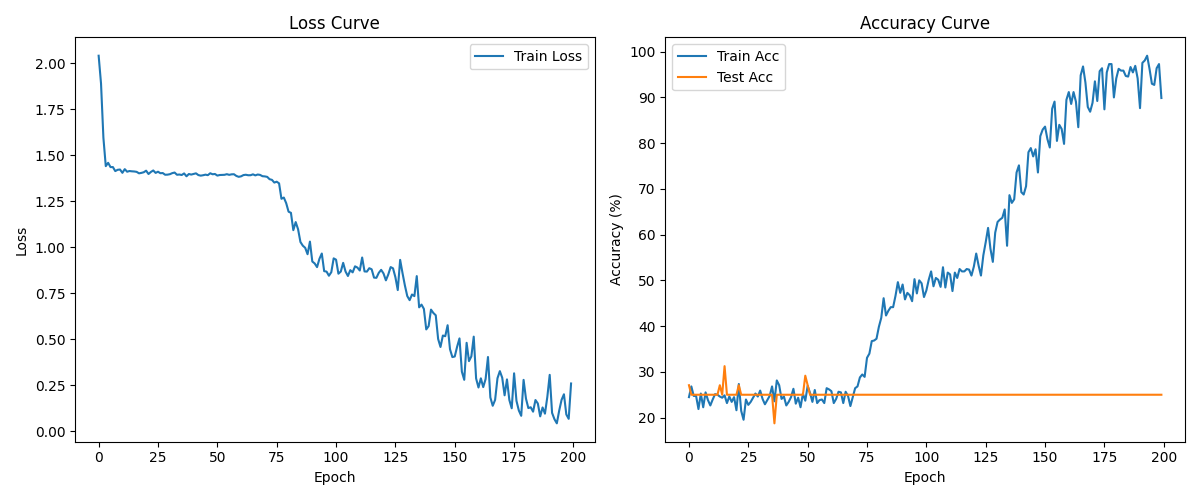 Loss Curve
Train Loss
2.00
1.75
1.50
1.25
1.00
0.75
0.50
0.25
0.00
Loss
0 25 50 75 100 125 150 175 200
Epoch
Accuracy Curve
Train Acc
Test Acc
100
90
80
70
60
50
40
30
20
Accuracy (%)
0 25 50 75 100 125 150 175 200
Epoch